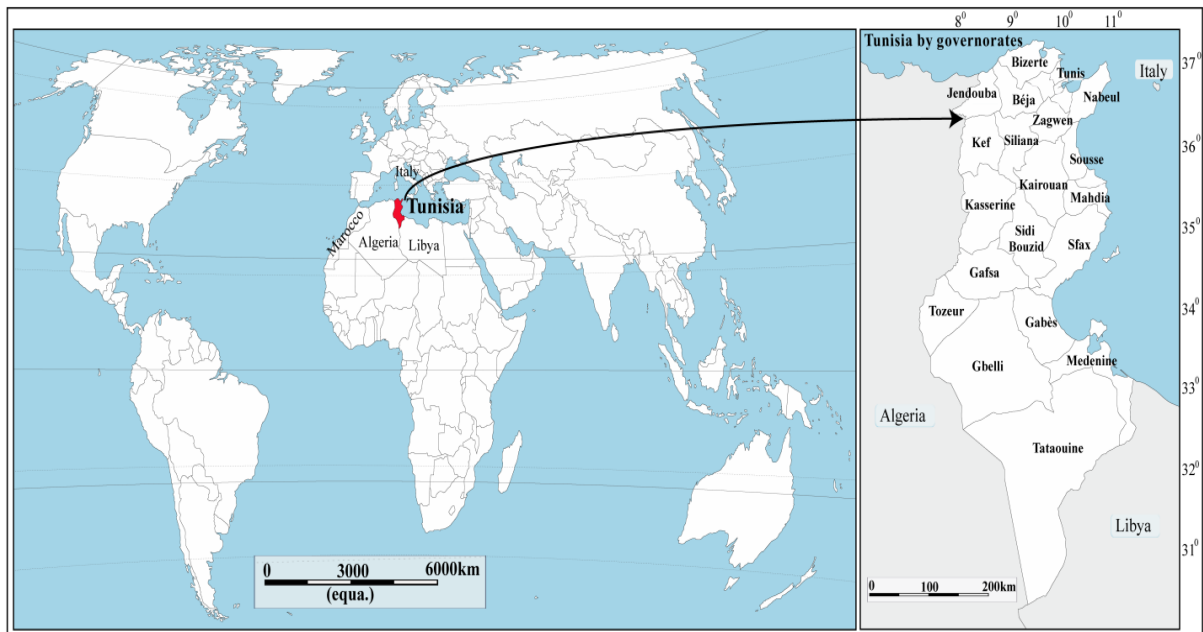 Italy
Tunisia
Marocco
Algeria
Libya
0 3000 6000km
(equa.)
8⁰ 9⁰ 10⁰ 11⁰
Tunisia by governorates
Bizerte
Tunis
Italy
37⁰
Jendouba
Béja
Nabeul
Zagwen
Kef
Siliana
36⁰
Sousse
Kairouan
Kasserine
Mahdia
35⁰
Sidi
Bouzid
Sfax
Gafsa
34⁰
Tozeur
Gabès
Medenine
33⁰
Gbelli
Algeria
Tataouine
32⁰
Libya
31⁰
0 100 200km